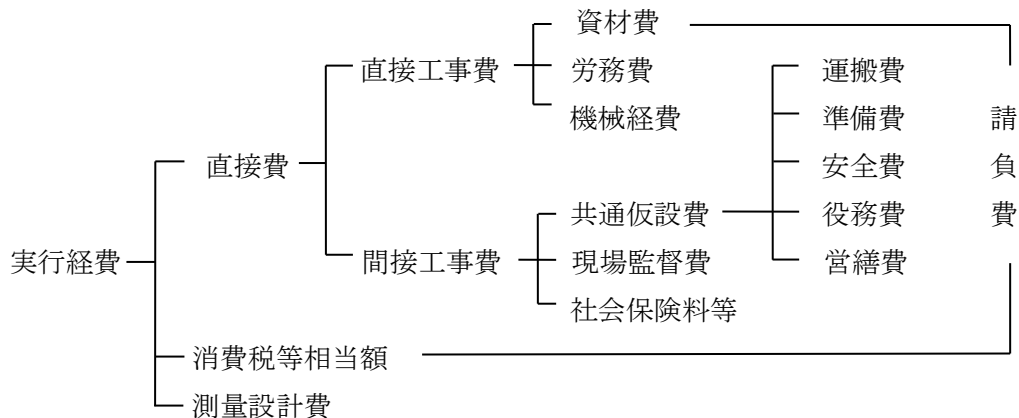 資材費
直接工事費
労務費
運搬費
機械経費
準備費
直接費
安全費
共通仮設費
役務費
請負費
実行経費
間接工事費
現場監督費
営繕費
社会保険料等
消費税等相当額
測量設計費